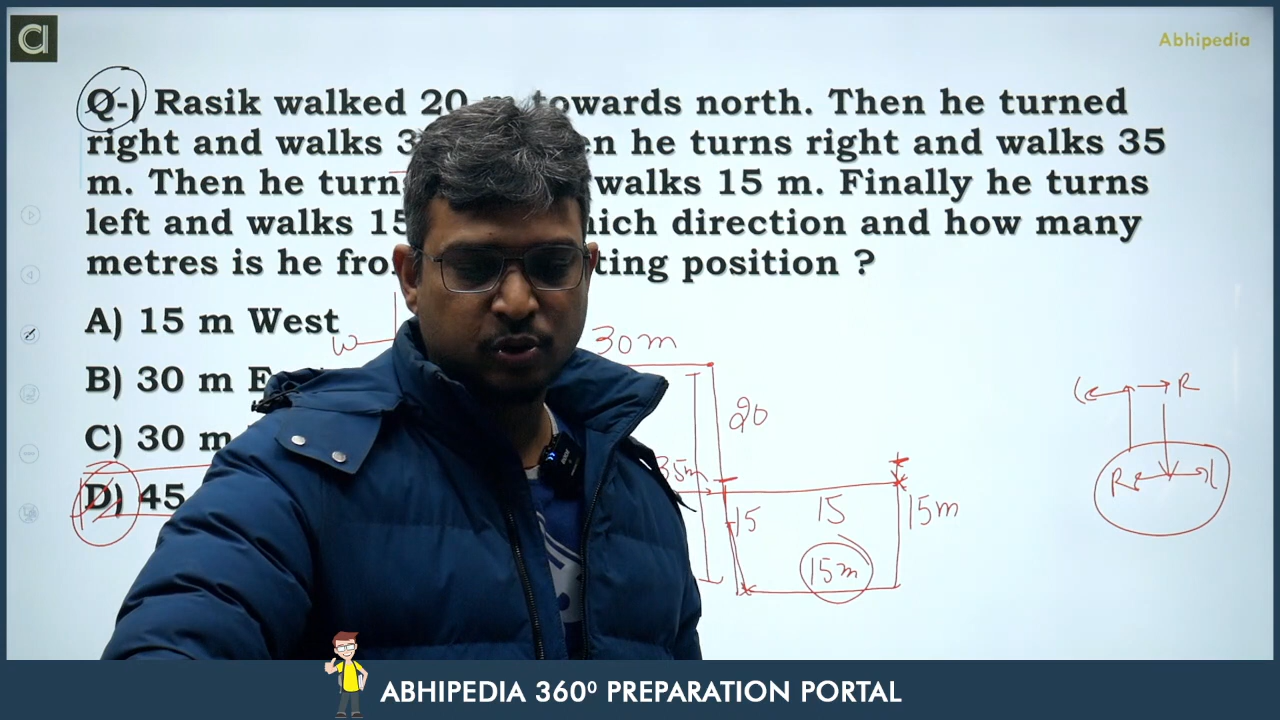 Abhipedia
Q-) Rasik walked 20 m towards north. Then he turned
right and walks 3 en he turns right and walks 35
m. Then he turn walks 15 m. Finally he turns
left and walks 15 hich direction and how many
metres is he fro ting position ?
A) 15 m West
W
30m
B) 30 m E
L R
20
C) 30 m
35m
D) 45
R L
15 15 15m
15m
ABHIPEDIA 360⁰ PREPARATION PORTAL